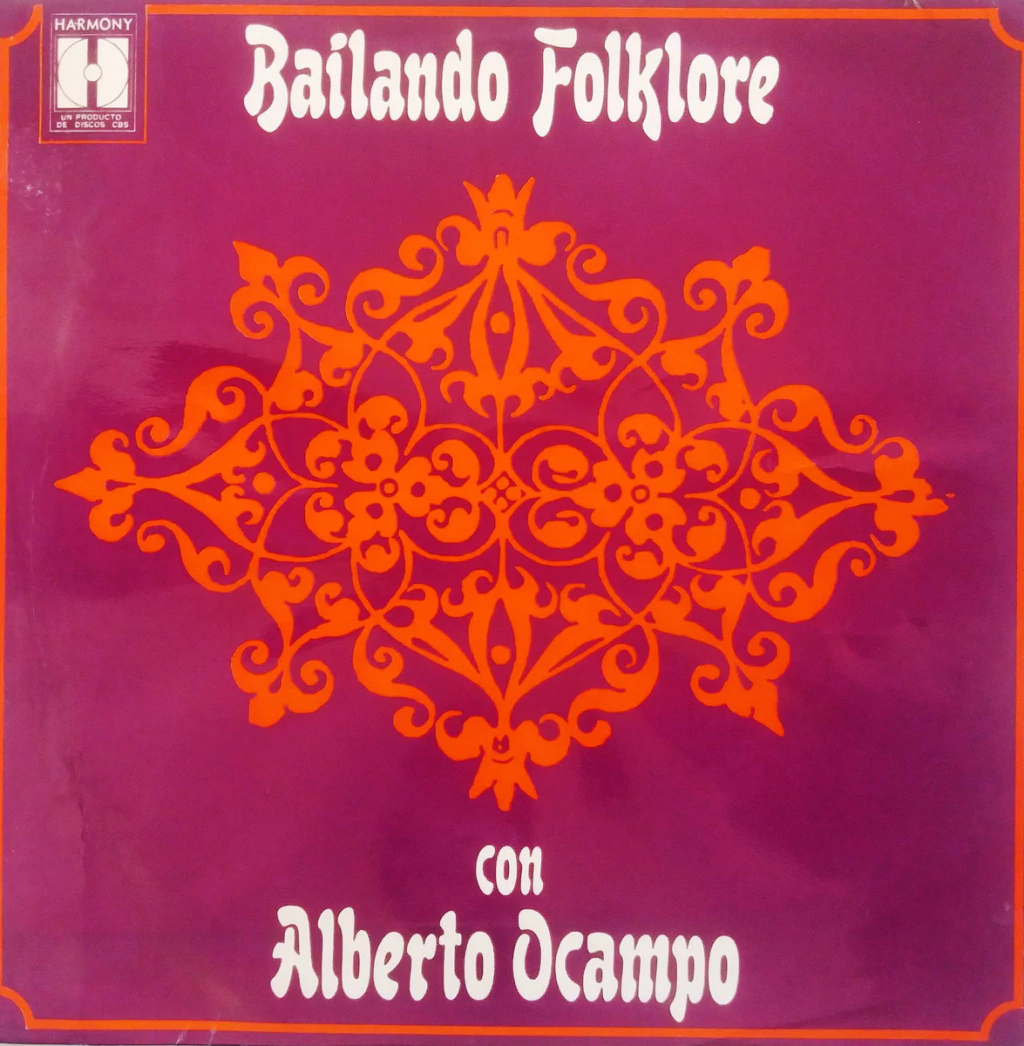 HARMONY
UN PRODUCTO
DE DISCOS CBS
Bailando Folklore
con
Alberto Ocampo